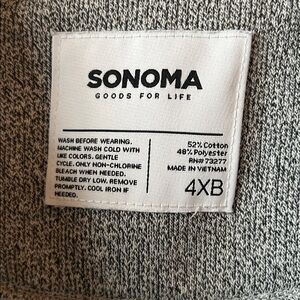 SONOMA
GOODS FOR LIFE
WASH BEFORE WEARING.
MACHINE WASH COLD WITH
LIKE COLORS. GENTLE
CYCLE. ONLY NON-CHLORINE
BLEACH WHEN NEEDED.
TUMBLE DRY LOW. REMOVE
PROMPTLY. COOL IRON IF
NEEDED.
52% Cotton
48% Polyester
RN# 73277
MADE IN VIETNAM
4XB